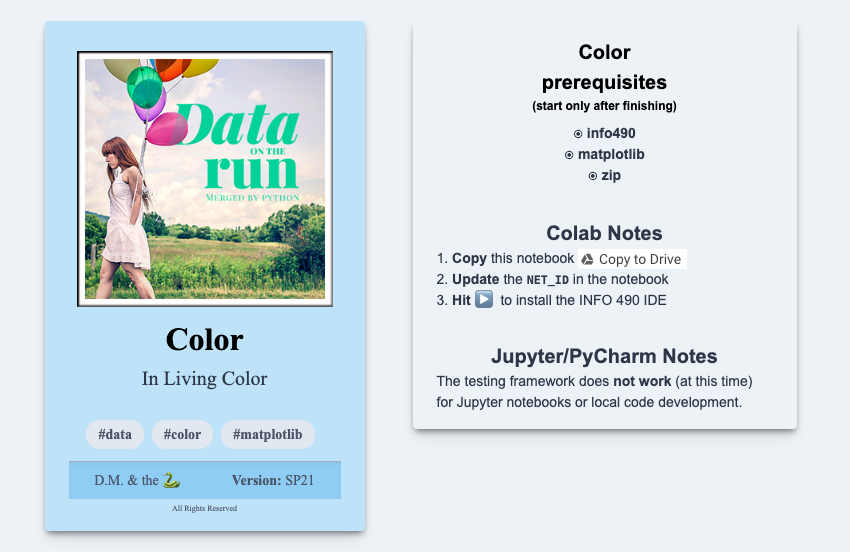 Data
ON THE
run
MERGED BY PYTHON
Color
In Living Color
#data #color #matplotlib
D.M. & the 🐍 Version: SP21
All Rights Reserved
Color
prerequisites
(start only after finishing)
info490
matplotlib
zip
Colab Notes
1. Copy this notebook Copy to Drive
2. Update the NET_ID in the notebook
3. Hit ▶️ to install the INFO 490 IDE
Jupyter/PyCharm Notes
The testing framework does not work (at this time)
for Jupyter notebooks or local code development.